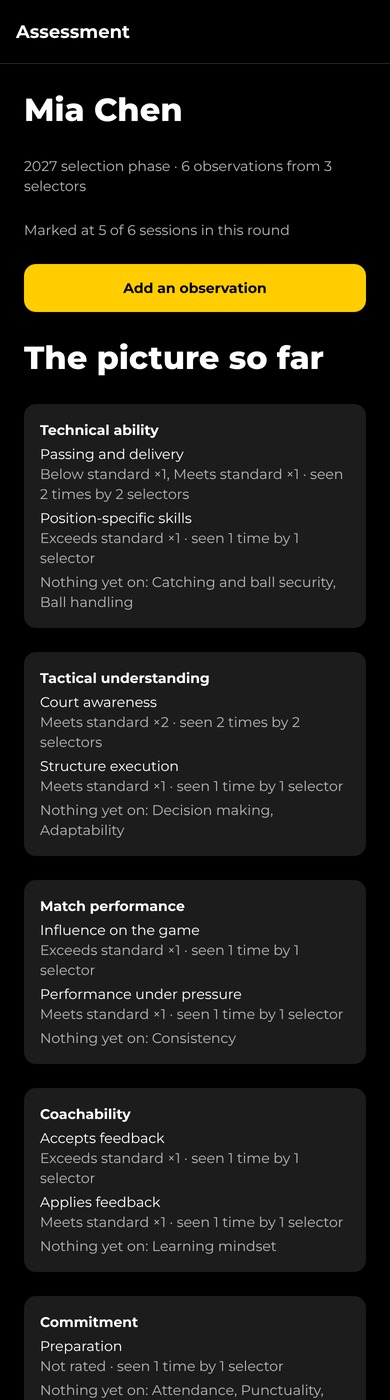 Assessment
Mia Chen
2027 selection phase · 6 observations from 3
selectors
Marked at 5 of 6 sessions in this round
Add an observation
The picture so far
Technical ability
Passing and delivery
Below standard ×1, Meets standard ×1 · seen
2 times by 2 selectors
Position-specific skills
Exceeds standard ×1 · seen 1 time by 1
selector
Nothing yet on: Catching and ball security,
Ball handling
Tactical understanding
Court awareness
Meets standard ×2 · seen 2 times by 2
selectors
Structure execution
Meets standard ×1 · seen 1 time by 1 selector
Nothing yet on: Decision making,
Adaptability
Match performance
Influence on the game
Exceeds standard ×1 · seen 1 time by 1
selector
Performance under pressure
Meets standard ×1 · seen 1 time by 1 selector
Nothing yet on: Consistency
Coachability
Accepts feedback
Exceeds standard ×1 · seen 1 time by 1
selector
Applies feedback
Meets standard ×1 · seen 1 time by 1 selector
Nothing yet on: Learning mindset
Commitment
Preparation
Not rated · seen 1 time by 1 selector
Nothing yet on: Attendance, Punctuality,